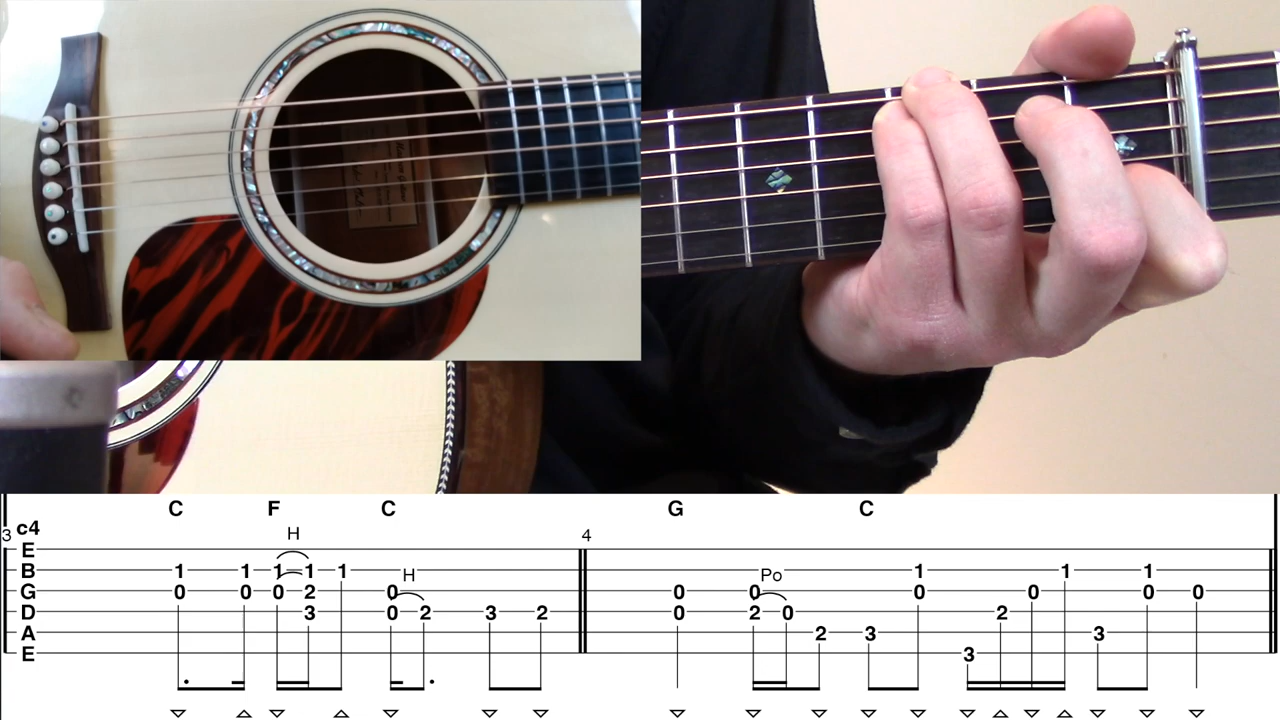 C F C G C
3 c4 H 4
E
B 1 1 1 1 1 H Po 1 1 1
G 0 0 0 2 0 0 0 0 0 0 0
D 3 0 2 3 2 0 2 0 2
A 2 3 3
E 3